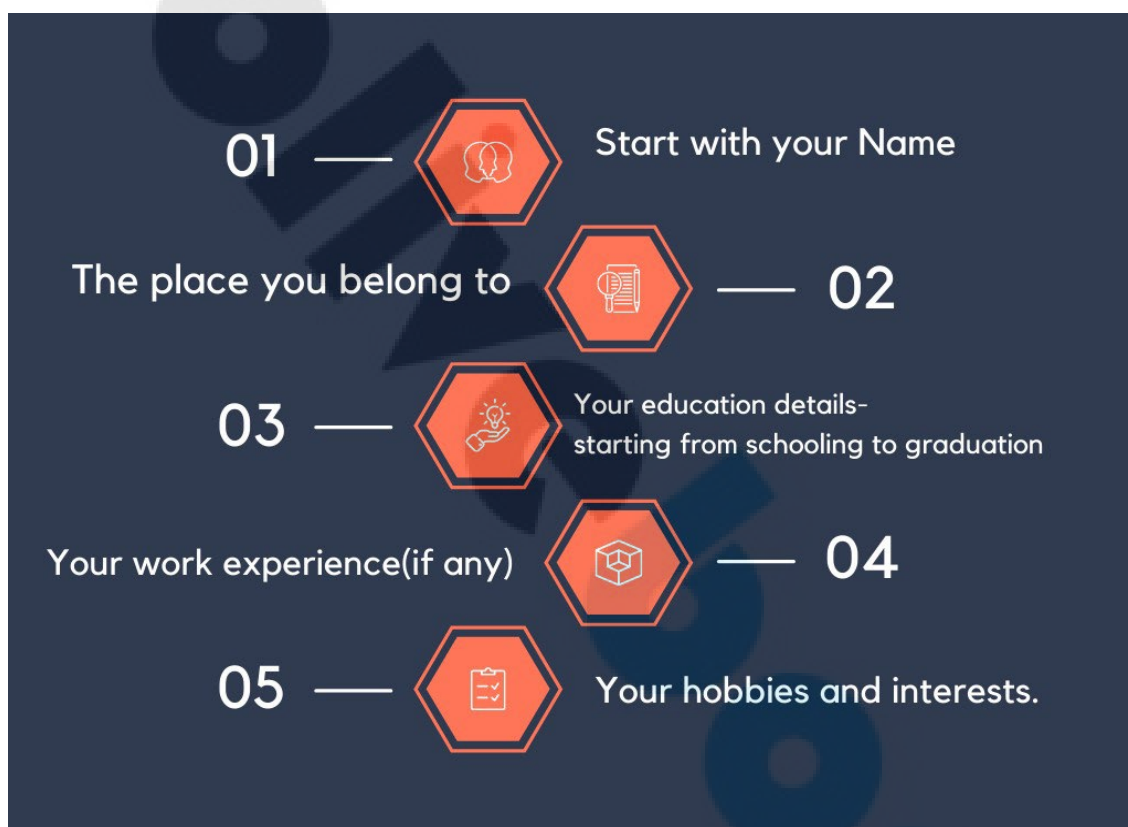 01
Start with your Name
The place you belong to
02
03
Your education details-
starting from schooling to graduation
Your work experience(if any)
04
05
Your hobbies and interests.